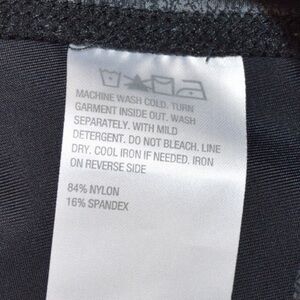 MACHINE WASH COLD. TURN
GARMENT INSIDE OUT. WASH
SEPARATELY. WITH MILD
DETERGENT. DO NOT BLEACH. LINE
DRY. COOL IRON IF NEEDED. IRON
ON REVERSE SIDE
84% NYLON
16% SPANDEX